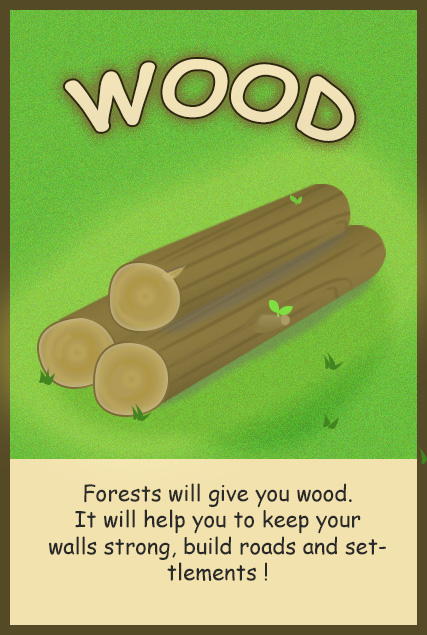 WOOD
Forests will give you wood.
It will help you to keep your
walls strong, build roads and set-
tlements !